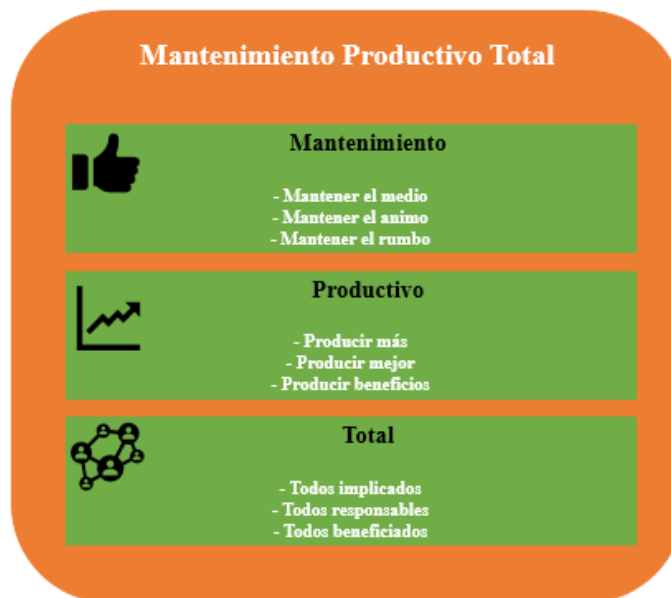 Mantenimiento Productivo Total
Mantenimiento
- Mantener el medio
- Mantener el animo
- Mantener el rumbo
Productivo
- Producir más
- Producir mejor
- Producir beneficios
Total
- Todos implicados
- Todos responsables
- Todos beneficiados